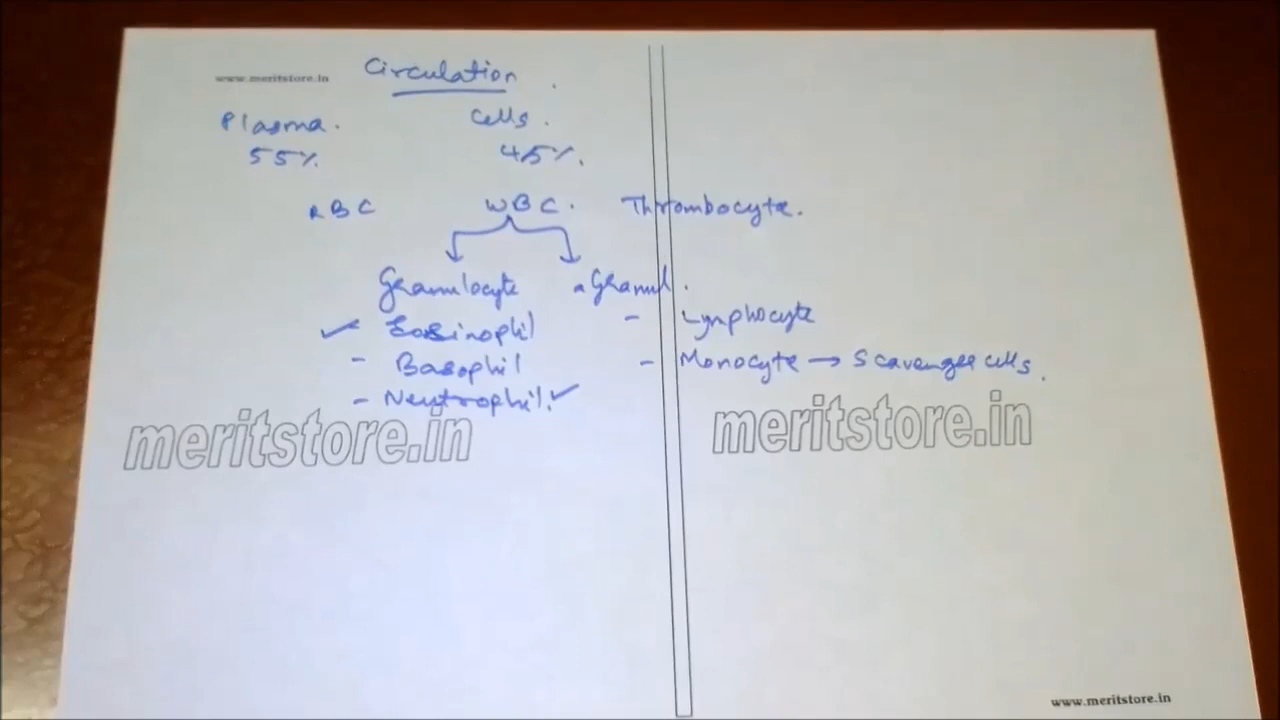 www.meritstore.in Circulation.
Plasma. Cells.
55% 45%.
RBC WBC. Thrombocyte.
Granulocyte aGranul.
✓ Eosinophil - Lymphocyte
- Basophil - Monocyte → Scavenger cells.
- Neutrophil. ✓
meritstore.in meritstore.in
www.meritstore.in